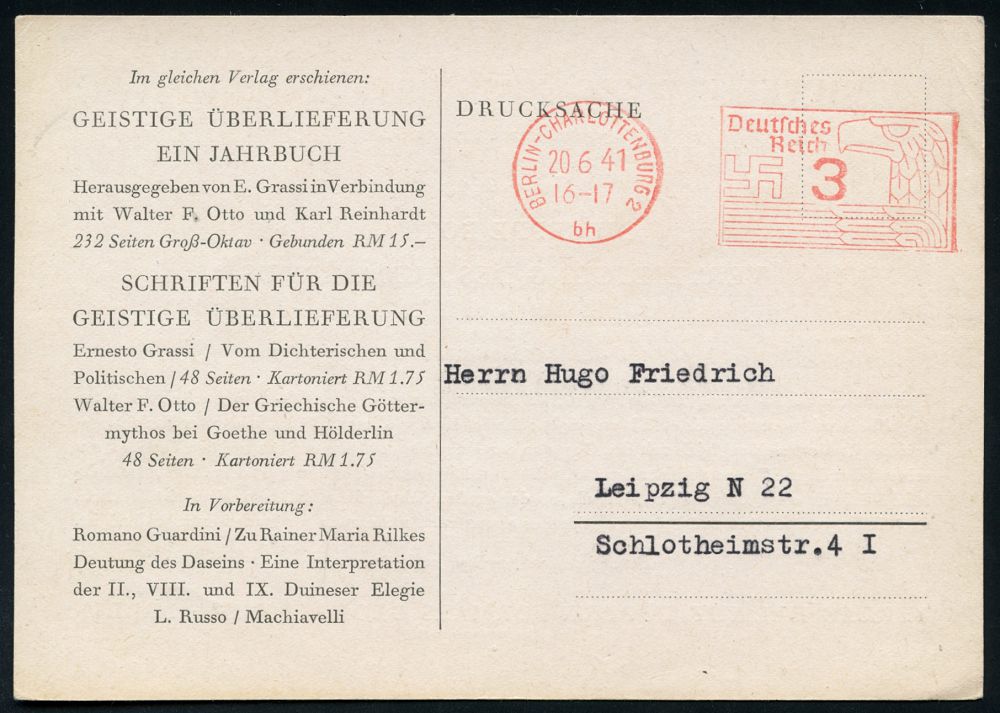 Im gleichen Verlag erschienen:
GEISTIGE ÜBERLIEFERUNG
EIN JAHRBUCH
Herausgegeben von E. Grassi in Verbindung
mit Walter F. Otto und Karl Reinhardt
232 Seiten Groß-Oktav · Gebunden RM 15.–
SCHRIFTEN FÜR DIE
GEISTIGE ÜBERLIEFERUNG
Ernesto Grassi / Vom Dichterischen und
Politischen / 48 Seiten · Kartoniert RM 1.75
Walter F. Otto / Der Griechische Götter-
mythos bei Goethe und Hölderlin
48 Seiten · Kartoniert RM 1.75
In Vorbereitung:
Romano Guardini / Zu Rainer Maria Rilkes
Deutung des Daseins · Eine Interpretation
der II., VIII. und IX. Duineser Elegie
L. Russo / Machiavelli
DRUCKSACHE
BERLIN-CHARLOTTENBURG 2
20.6.41
16-17
bh
Deutsches
Reich
3
Herrn Hugo Friedrich
Leipzig N 22
Schlotheimstr.4 I